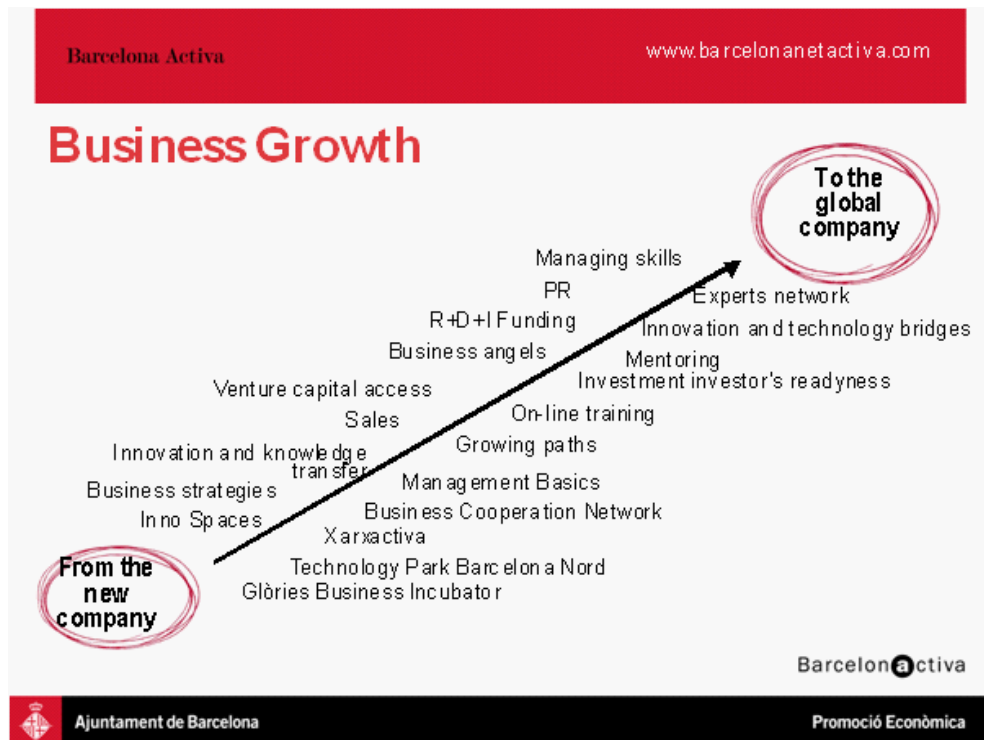 Barcelona Activa
www.barcelonanetactiva.com
Business Growth
To the
global
company
Managing skills
PR
Experts network
R+D+I Funding
Innovation and technology bridges
Business angels
Mentoring
Investment investor's readyness
Venture capital access
On-line training
Sales
Growing paths
Innovation and knowledge
transfer
Management Basics
Business strategies
Business Cooperation Network
Inno Spaces
Xarxactiva
From the
new
company
Technology Park Barcelona Nord
Glòries Business Incubator
Barcelonactiva
Ajuntament de Barcelona
Promoció Econòmica